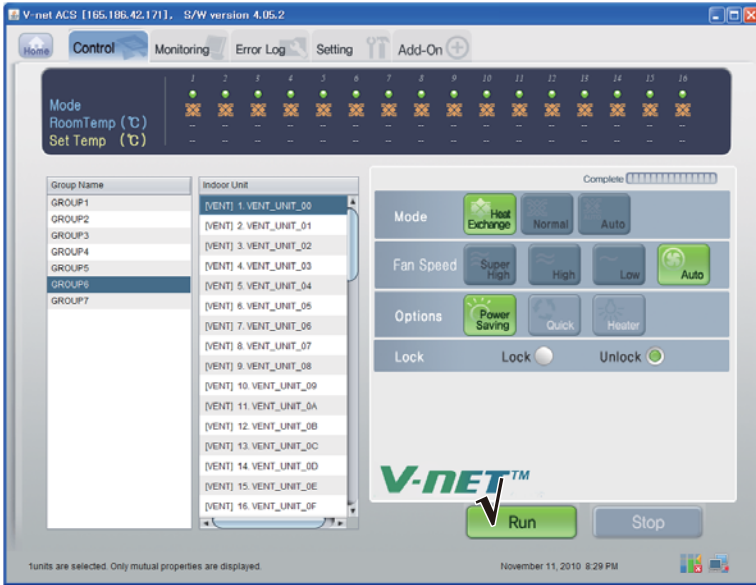 V-net ACS [165.186.42.171], S/W version 4.05.2
Home Control Monitoring Error Log Setting Add-On
1 2 3 4 5 6 7 8 9 10 11 12 13 14 15 16
Mode
RoomTemp (℃) -- -- -- -- -- -- -- -- -- -- -- -- -- -- -- --
Set Temp (℃) -- -- -- -- -- -- -- -- -- -- -- -- -- -- -- --
Group Name
GROUP1
GROUP2
GROUP3
GROUP4
GROUP5
GROUP6
GROUP7
Indoor Unit
[VENT] 1. VENT_UNIT_00
[VENT] 2. VENT_UNIT_01
[VENT] 3. VENT_UNIT_02
[VENT] 4. VENT_UNIT_03
[VENT] 5. VENT_UNIT_04
[VENT] 6. VENT_UNIT_05
[VENT] 7. VENT_UNIT_06
[VENT] 8. VENT_UNIT_07
[VENT] 9. VENT_UNIT_08
[VENT] 10. VENT_UNIT_09
[VENT] 11. VENT_UNIT_0A
[VENT] 12. VENT_UNIT_0B
[VENT] 13. VENT_UNIT_0C
[VENT] 14. VENT_UNIT_0D
[VENT] 15. VENT_UNIT_0E
[VENT] 16. VENT_UNIT_0F
Complete
Mode Heat Exchange Normal Auto
Fan Speed Super High High Low Auto
Options Power Saving Quick Heater
Lock Lock Unlock
V-NET™
Run Stop
1units are selected. Only mutual properties are displayed.
November 11, 2010 8:29 PM